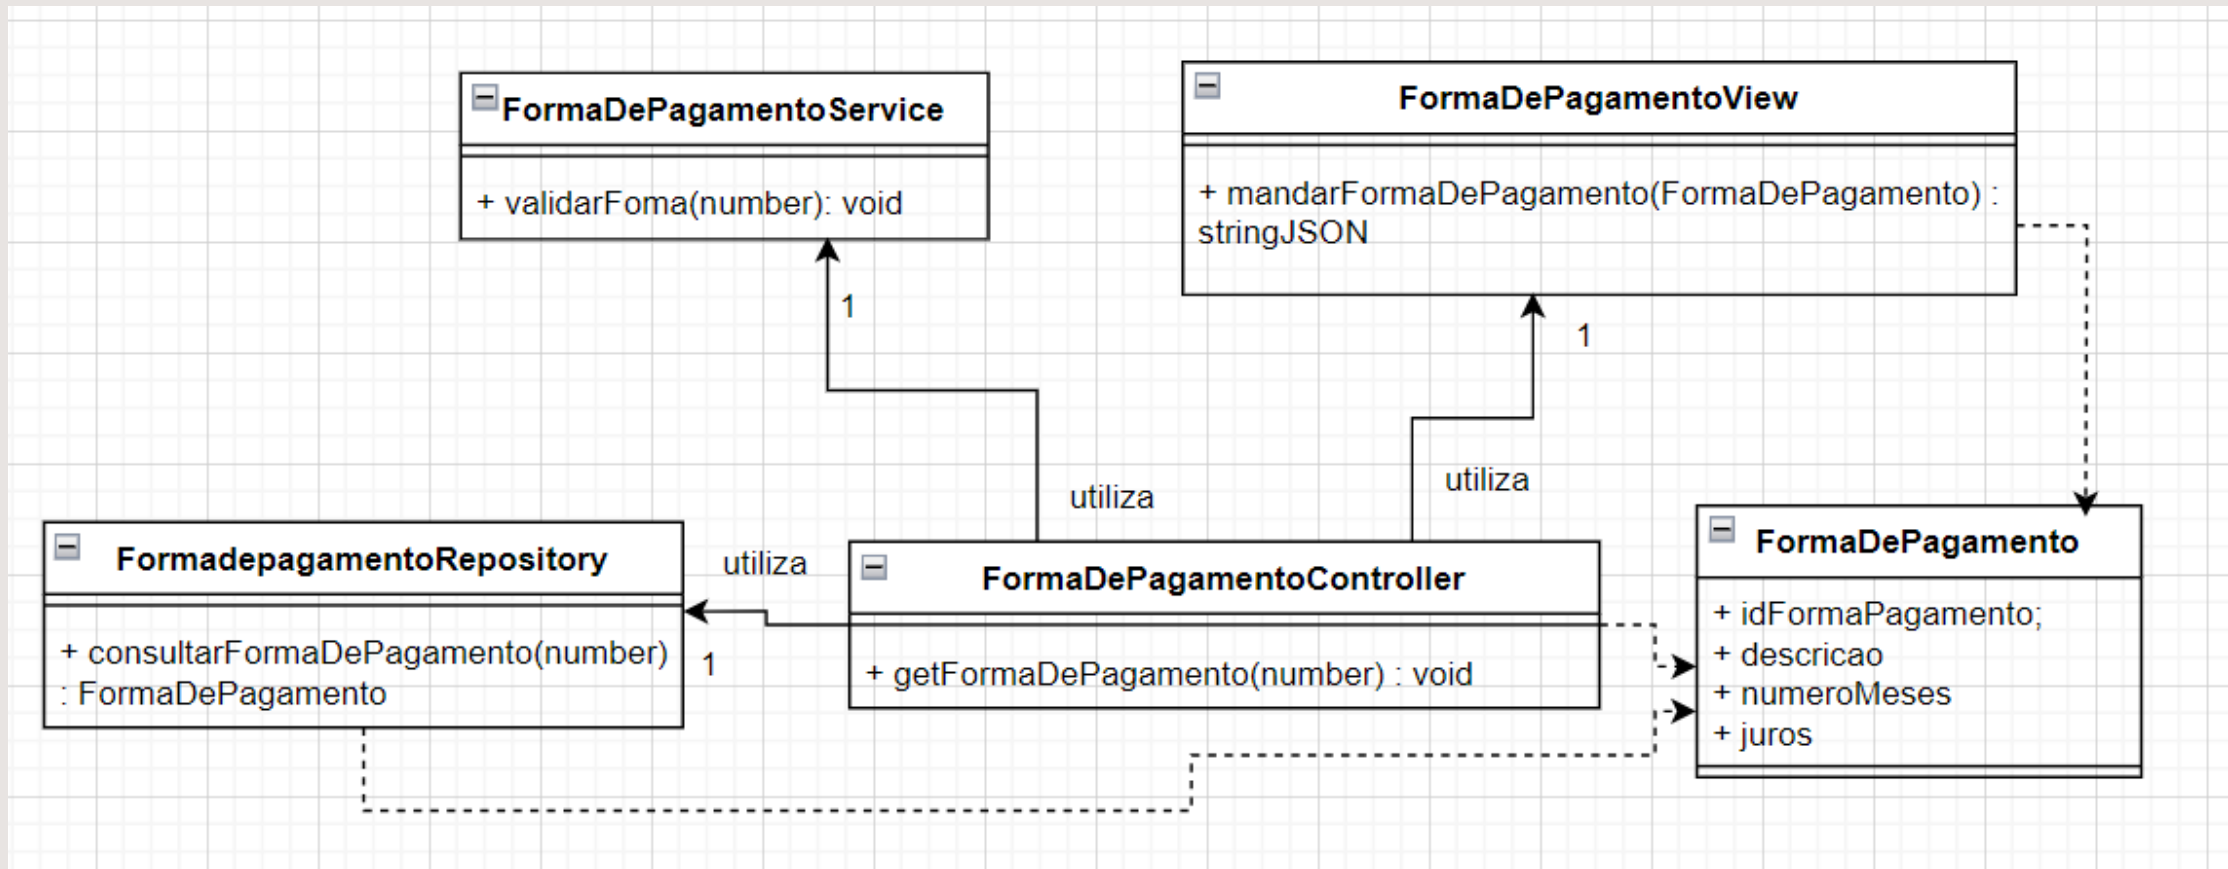 FormaDePagamentoService
+ validarFoma(number): void
1
FormaDePagamentoView
+ mandarFormaDePagamento(FormaDePagamento) :
stringJSON
1
utiliza
utiliza
FormadepagamentoRepository
+ consultarFormaDePagamento(number)
: FormaDePagamento
utiliza
1
FormaDePagamentoController
+ getFormaDePagamento(number) : void
FormaDePagamento
+ idFormaPagamento;
+ descricao
+ numeroMeses
+ juros